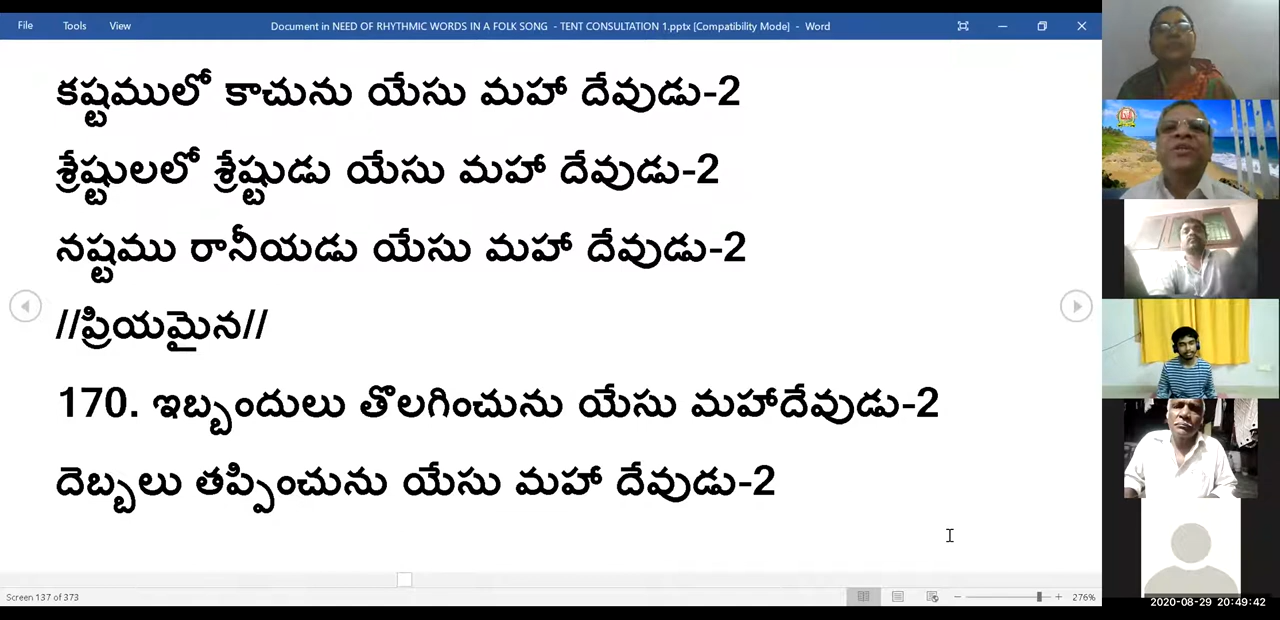 File Tools View Document in NEED OF RHYTHMIC WORDS IN A FOLK SONG - TENT CONSULTATION 1.pptx [Compatibility Mode] - Word
కష్టములో కాచును యేసు మహా దేవుడు-2
శ్రేష్టులలో శ్రేష్టుడు యేసు మహా దేవుడు-2
నష్టము రానీయడు యేసు మహా దేవుడు-2
//ప్రియమైన//
170. ఇబ్బందులు తొలగించును యేసు మహాదేవుడు-2
దెబ్బలు తప్పించును యేసు మహా దేవుడు-2
Screen 137 of 373
276%
2020-08-29 20:49:42